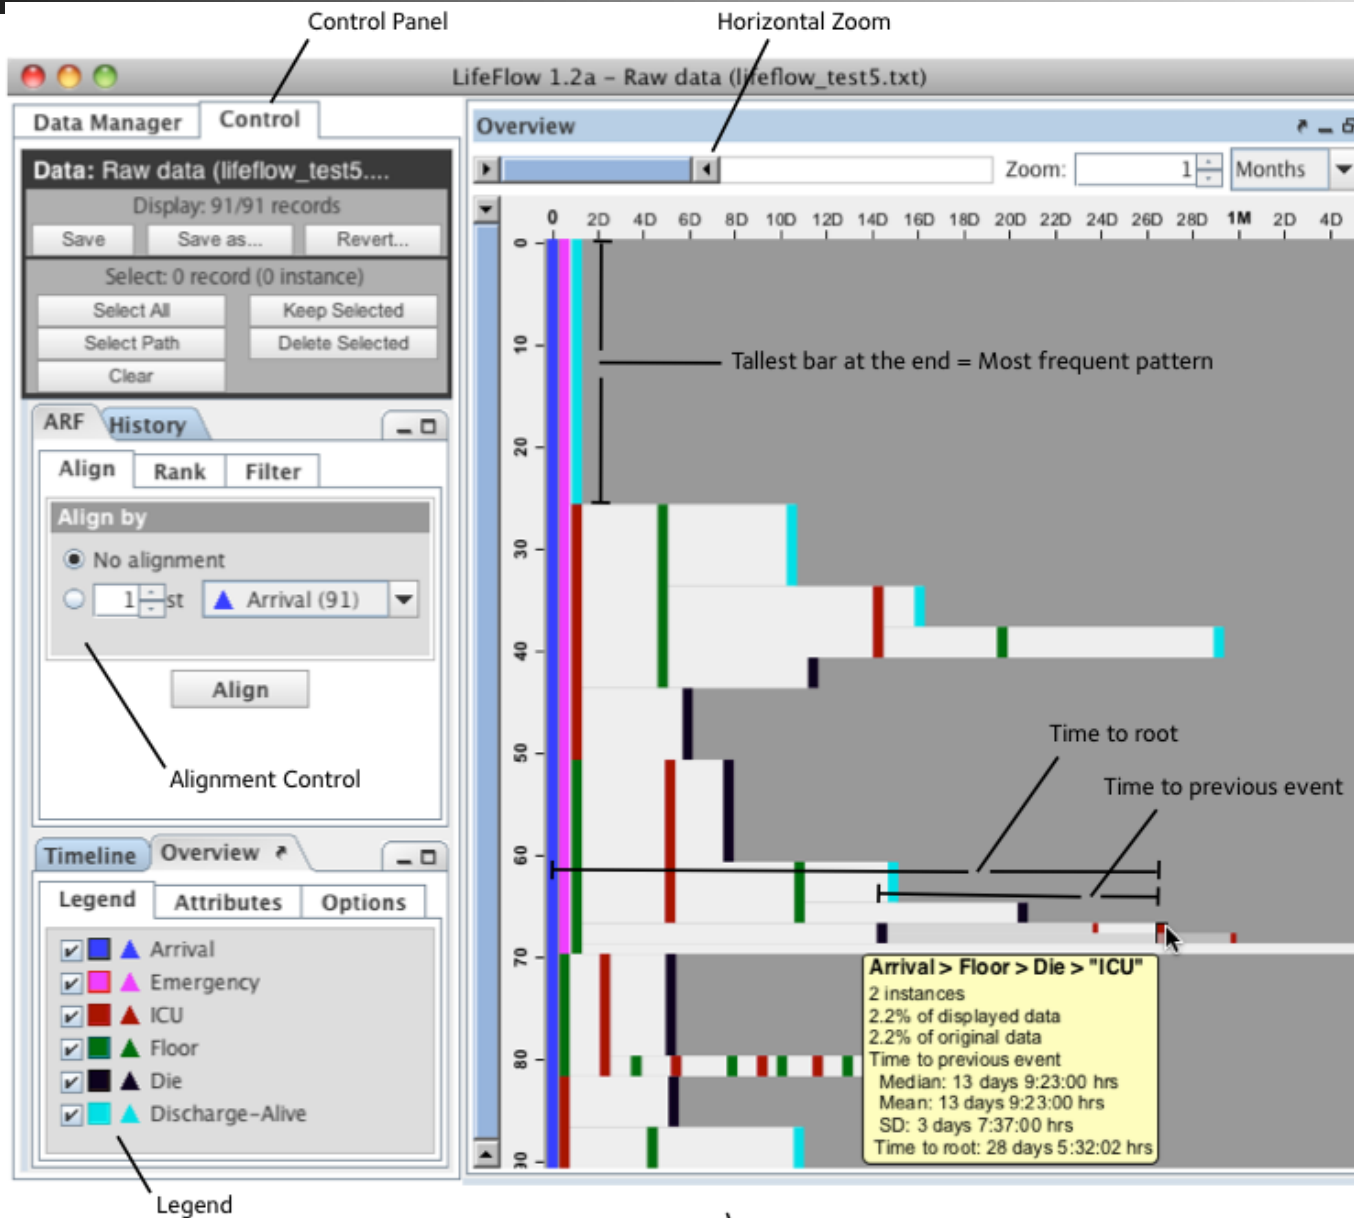 Control Panel
Horizontal Zoom
LifeFlow 1.2a – Raw data (lifeflow_test5.txt)
Data Manager
Control
Data: Raw data (lifeflow_test5....
Display: 91/91 records
Save
Save as...
Revert...
Select: 0 record (0 instance)
Select All
Keep Selected
Select Path
Delete Selected
Clear
ARF
History
Align
Rank
Filter
Align by
No alignment
1 st
Arrival (91)
Align
Alignment Control
Timeline
Overview
Legend
Attributes
Options
Arrival
Emergency
ICU
Floor
Die
Discharge-Alive
Legend
Overview
Zoom: 1 Months
0 2D 4D 6D 8D 10D 12D 14D 16D 18D 20D 22D 24D 26D 28D 1M 2D 4D
0
10
20
30
40
50
60
70
80
90
Tallest bar at the end = Most frequent pattern
Time to root
Time to previous event
Arrival > Floor > Die > "ICU"
2 instances
2.2% of displayed data
2.2% of original data
Time to previous event
Median: 13 days 9:23:00 hrs
Mean: 13 days 9:23:00 hrs
SD: 3 days 7:37:00 hrs
Time to root: 28 days 5:32:02 hrs